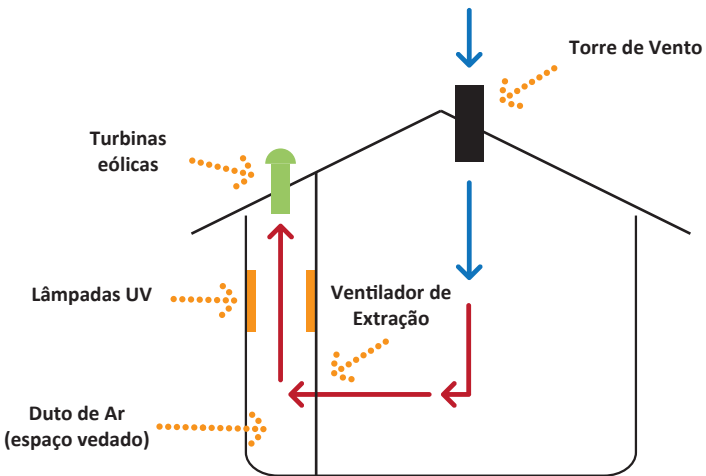 Torre de Vento
Turbinas
eólicas
Lâmpadas UV
Ventilador de
Extração
Duto de Ar
(espaço vedado)